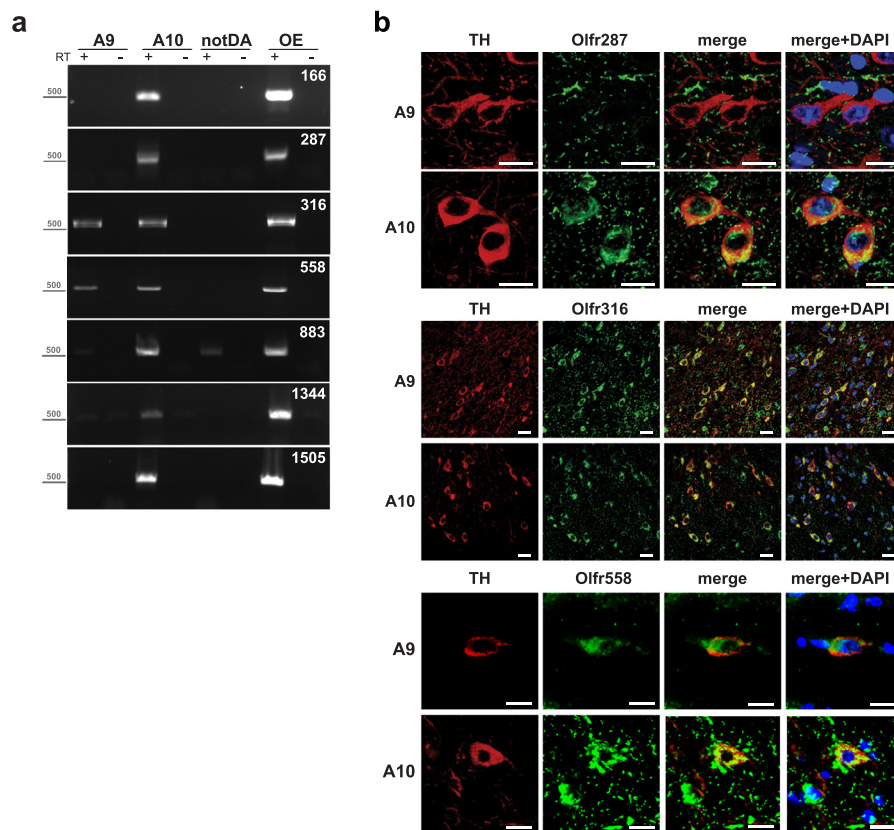 a
A9 A10 notDA OE
RT + - + - + - + -
500 166
500 287
500 316
500 558
500 883
500 1344
500 1505
b
TH Olfr287 merge merge+DAPI
A9
A10
TH Olfr316 merge merge+DAPI
A9
A10
TH Olfr558 merge merge+DAPI
A9
A10